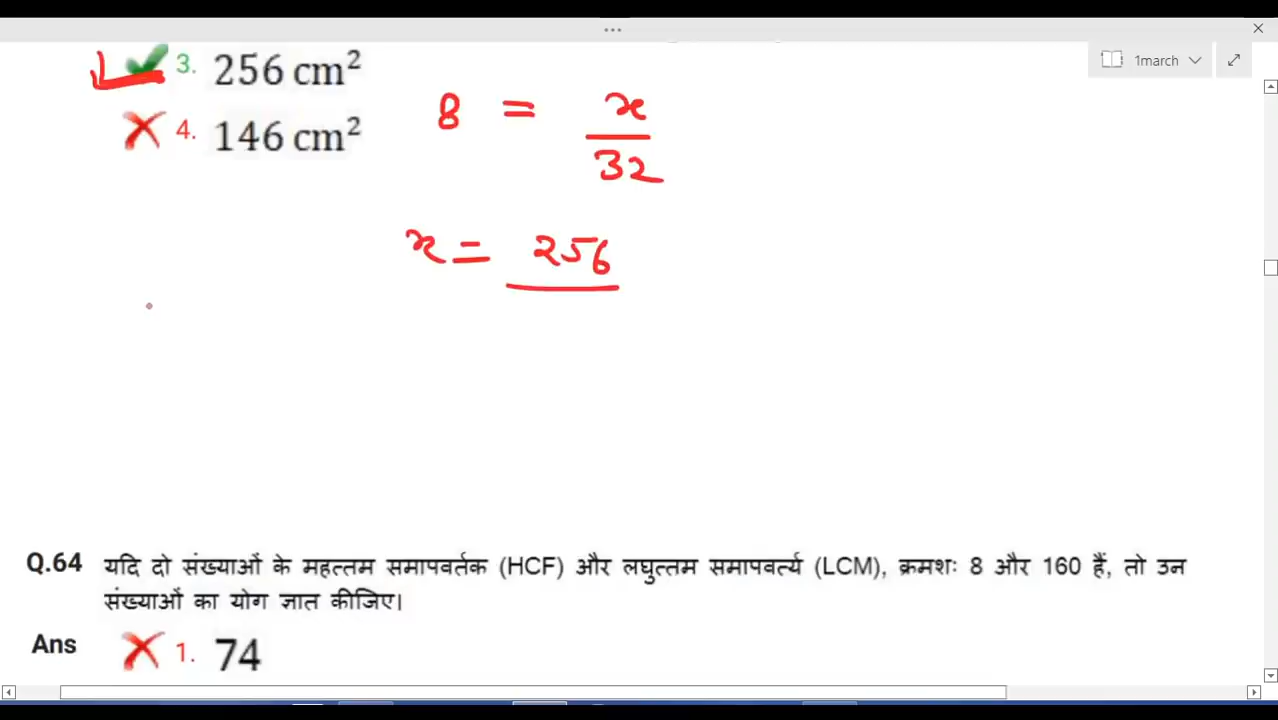 1march
3. 256 cm²
4. 146 cm²
8 = x/32
x = 256
Q.64 यदि दो संख्याओं के महत्तम समापवर्तक (HCF) और लघुत्तम समापवर्त्य (LCM), क्रमशः 8 और 160 हैं, तो उन
संख्याओं का योग ज्ञात कीजिए।
Ans 1. 74